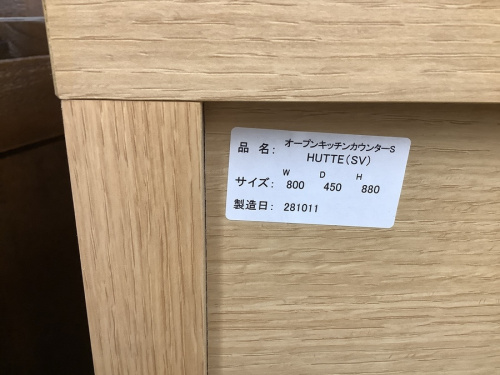 品 名： オープンキッチンカウンターS
HUTTE(SV)
W D H
サイズ： 800 450 880
製造日： 281011